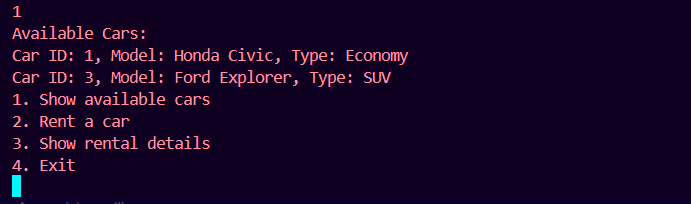 1
Available Cars:
Car ID: 1, Model: Honda Civic, Type: Economy
Car ID: 3, Model: Ford Explorer, Type: SUV
1. Show available cars
2. Rent a car
3. Show rental details
4. Exit